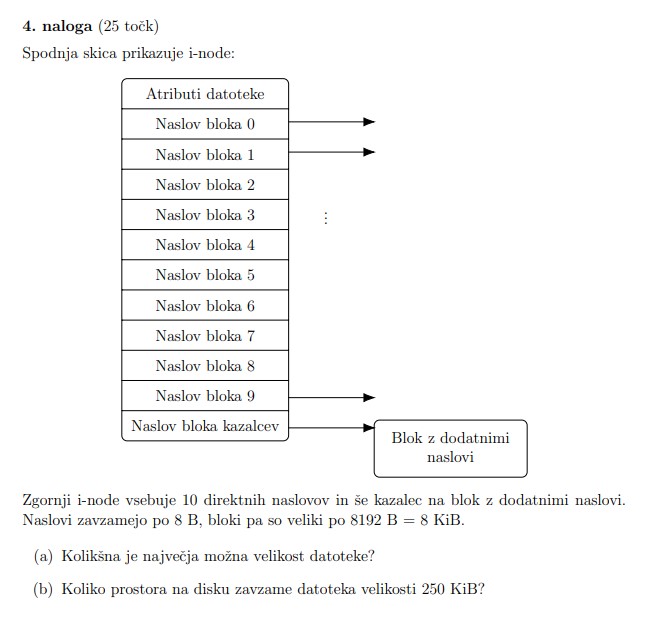 4. naloga (25 točk)
Spodnja skica prikazuje i-node:
Atributi datoteke
Naslov bloka 0
Naslov bloka 1
Naslov bloka 2
Naslov bloka 3
Naslov bloka 4
Naslov bloka 5
Naslov bloka 6
Naslov bloka 7
Naslov bloka 8
Naslov bloka 9
Naslov bloka kazalcev
Blok z dodatnimi
naslovi
Zgornji i-node vsebuje 10 direktnih naslovov in še kazalec na blok z dodatnimi naslovi.
Naslovi zavzamejo po 8 B, bloki pa so veliki po 8192 B = 8 KiB.
(a) Kolikšna je največja možna velikost datoteke?
(b) Koliko prostora na disku zavzame datoteka velikosti 250 KiB?